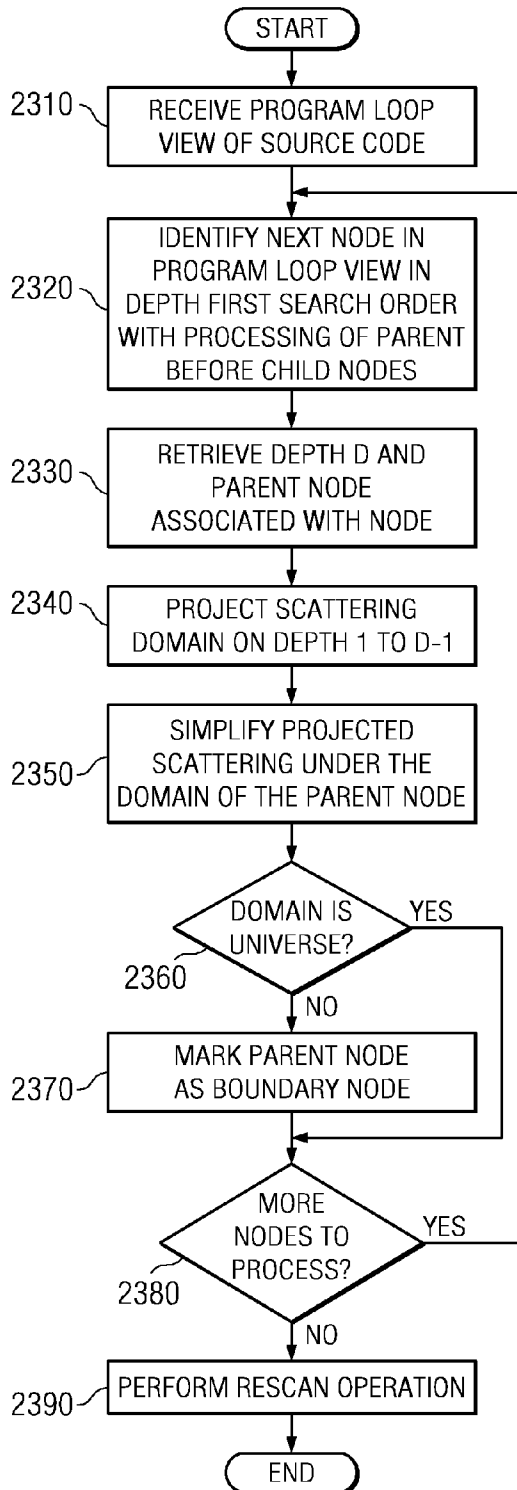 START
2310
RECEIVE PROGRAM LOOP
VIEW OF SOURCE CODE
2320
IDENTIFY NEXT NODE IN
PROGRAM LOOP VIEW IN
DEPTH FIRST SEARCH ORDER
WITH PROCESSING OF PARENT
BEFORE CHILD NODES
2330
RETRIEVE DEPTH D AND
PARENT NODE
ASSOCIATED WITH NODE
2340
PROJECT SCATTERING
DOMAIN ON DEPTH 1 TO D-1
2350
SIMPLIFY PROJECTED
SCATTERING UNDER THE
DOMAIN OF THE PARENT NODE
DOMAIN IS
UNIVERSE?
YES
2360
NO
2370
MARK PARENT NODE
AS BOUNDARY NODE
MORE
NODES TO
PROCESS?
YES
2380
NO
2390
PERFORM RESCAN OPERATION
END